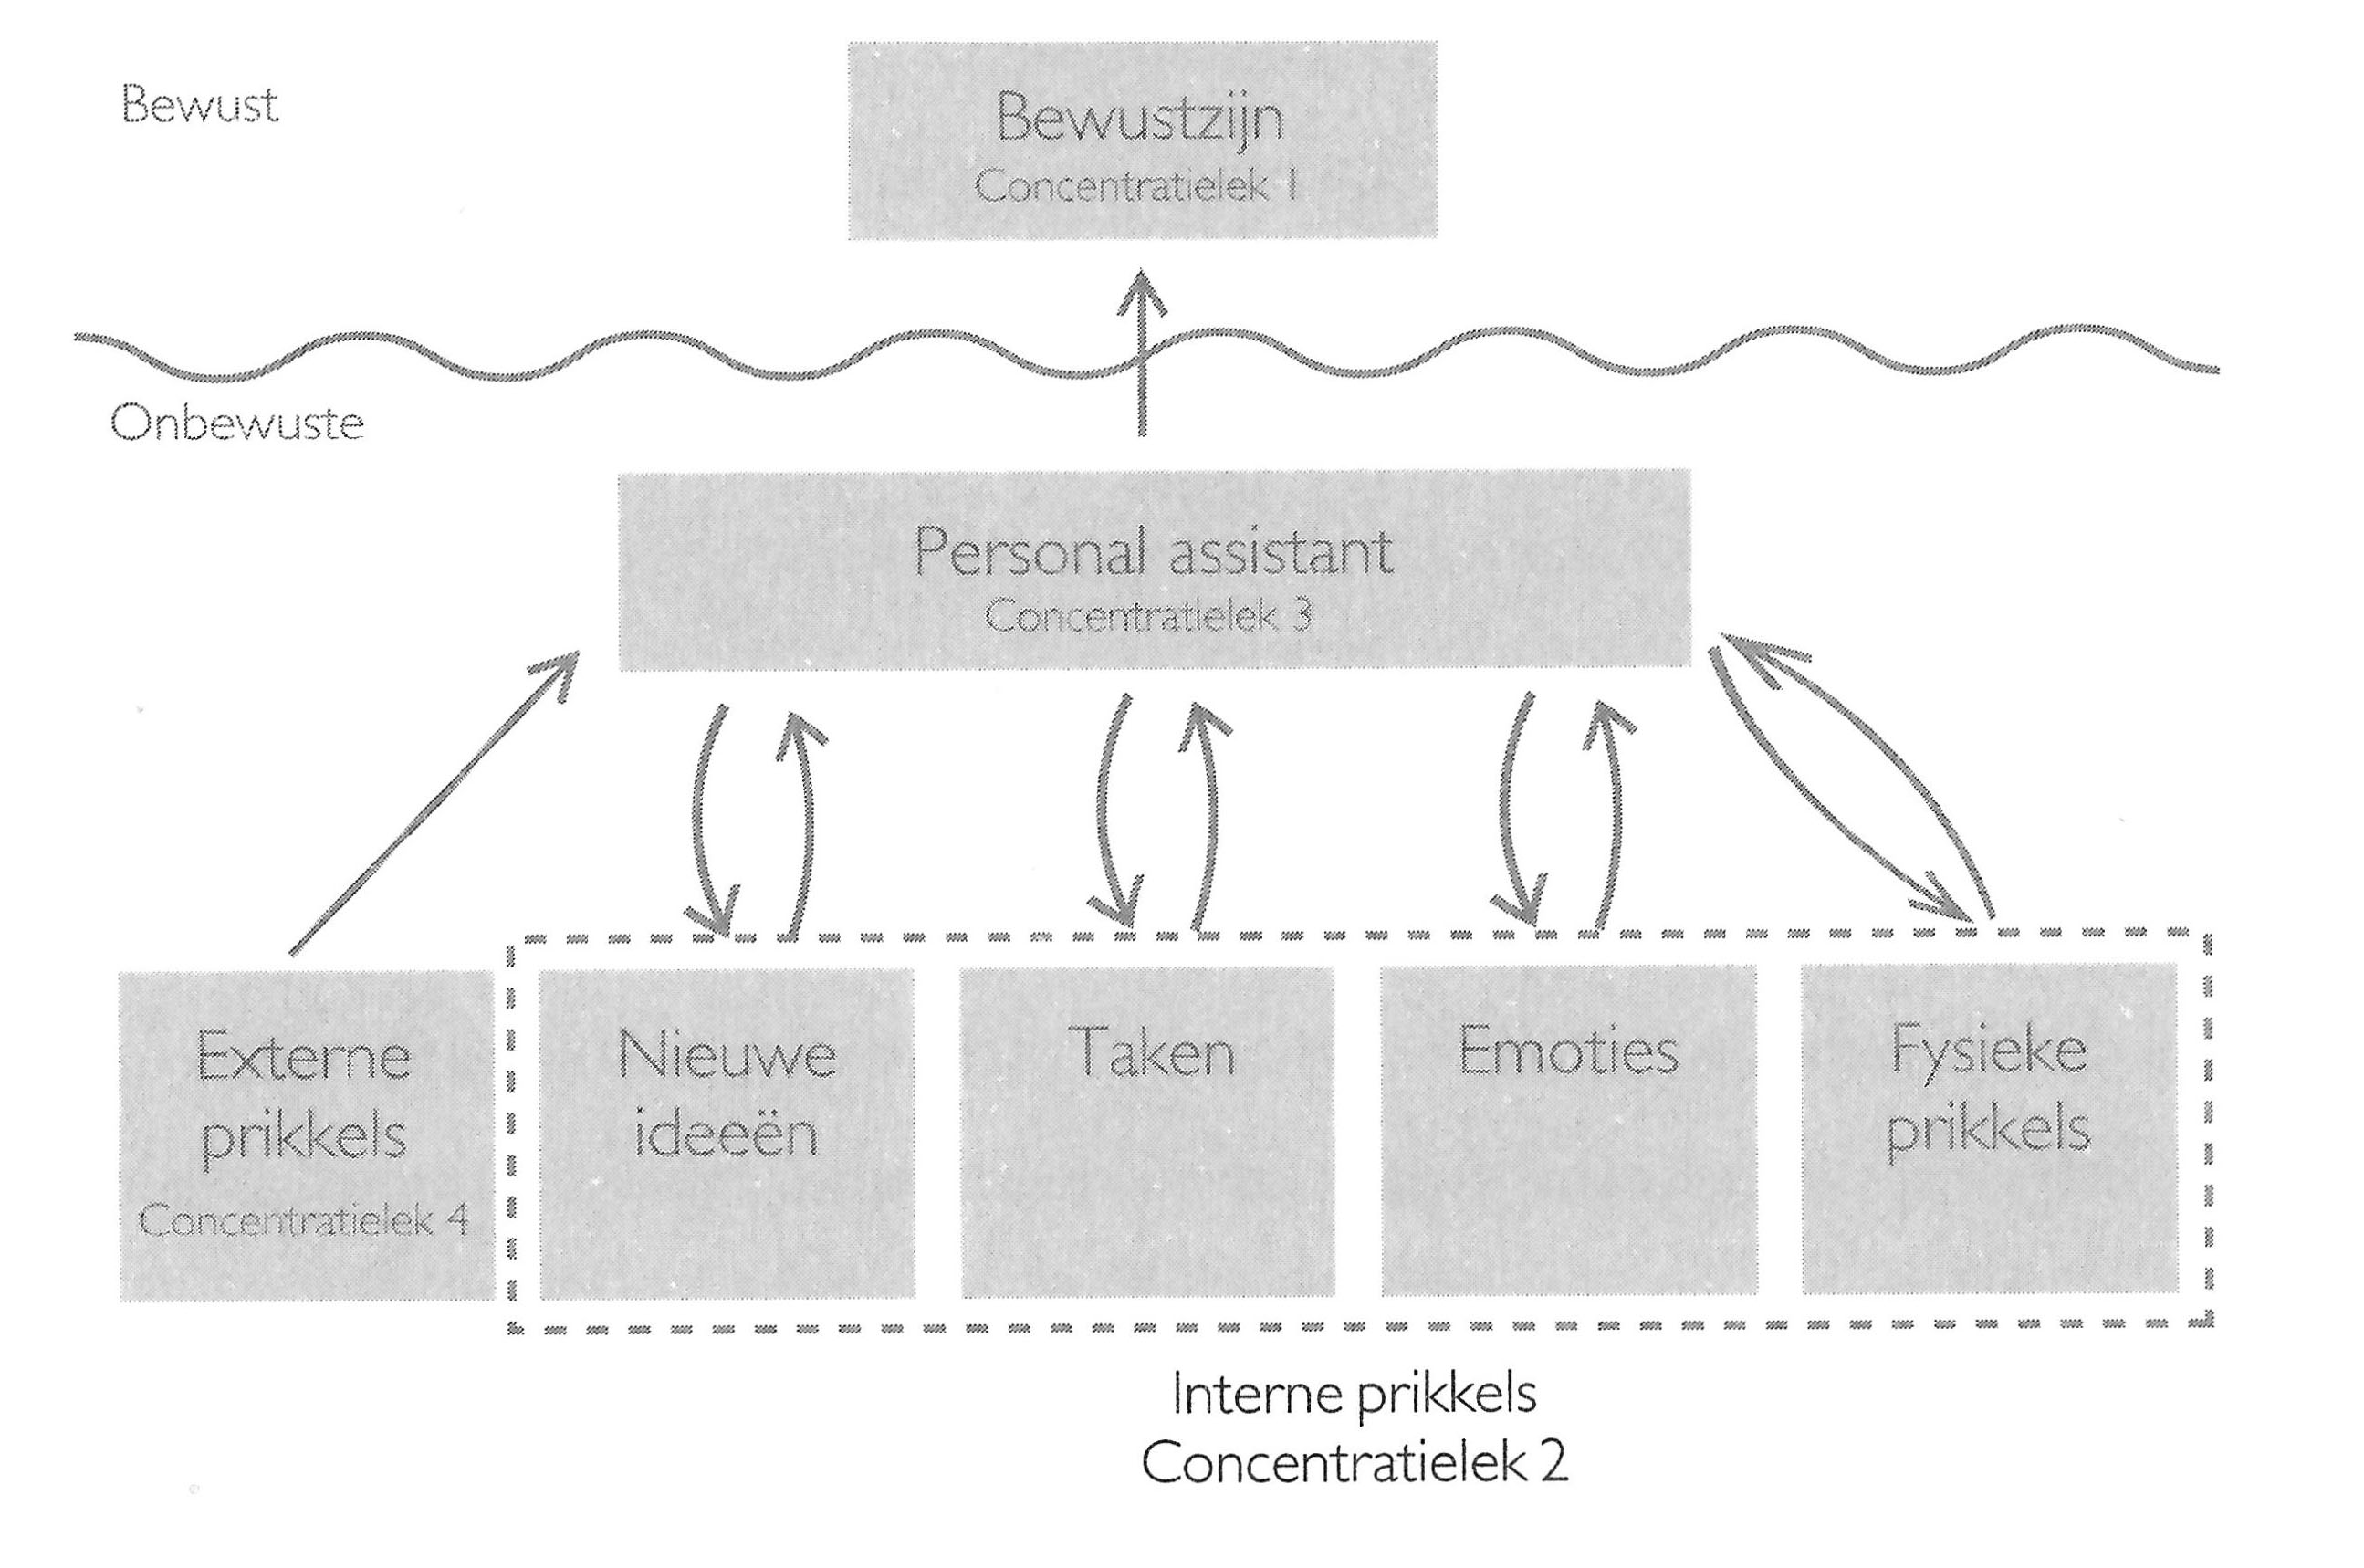 Bewust
Bewustzijn
Concentratielek 1
Onbewuste
Personal assistant
Concentratielek 3
Externe
prikkels
Concentratielek 4
Nieuwe
ideeën
Taken
Emoties
Fysieke
prikkels
Interne prikkels
Concentratielek 2